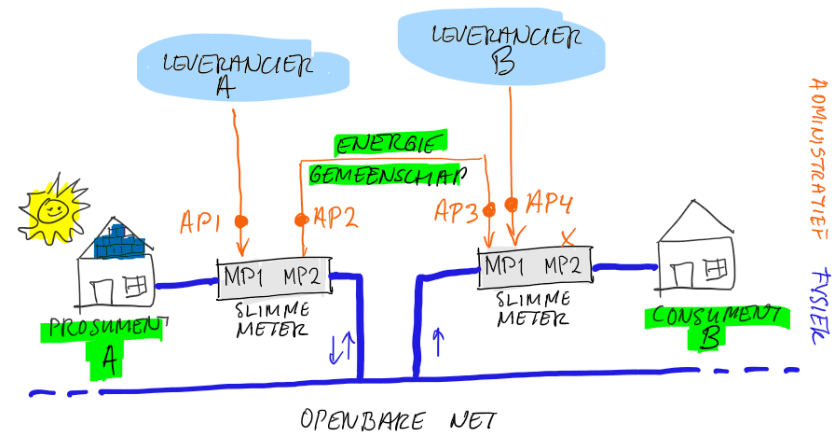 LEVERANCIER
A
LEVERANCIER
B
ENERGIE
GEMEENSCHAP
AP1
AP2
AP3
AP4
MP1 MP2
SLIMME
METER
MP1 MP2
SLIMME
METER
PROSUMENT
A
CONSUMENT
B
OPENBARE NET
ADMINISTRATIEF
FYSIEK